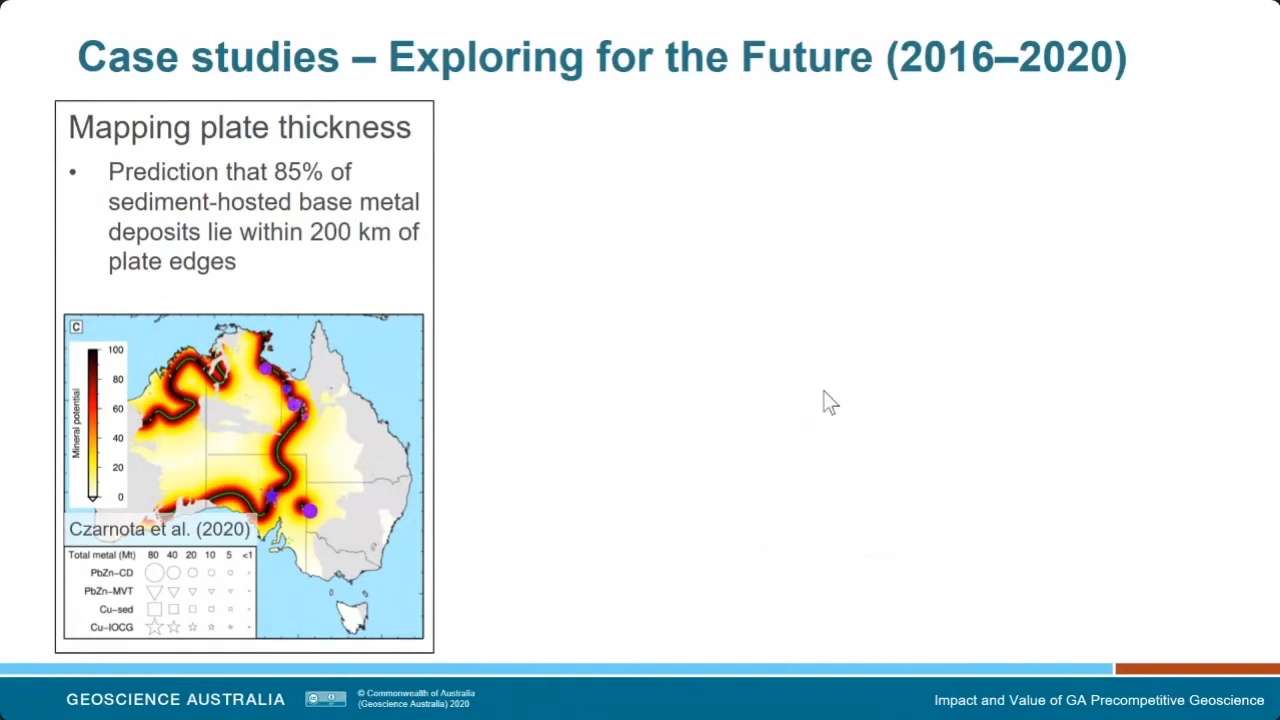 Case studies – Exploring for the Future (2016–2020)
Mapping plate thickness
• Prediction that 85% of
sediment-hosted base metal
deposits lie within 200 km of
plate edges
C
100
80
60
40
20
0
Mineral potential
Czarnota et al. (2020)
Total metal (Mt) 80 40 20 10 5 <1
PbZn–CD
PbZn–MVT
Cu–sed
Cu–IOCG
GEOSCIENCE AUSTRALIA
© Commonwealth of Australia
(Geoscience Australia) 2020
Impact and Value of GA Precompetitive Geoscience